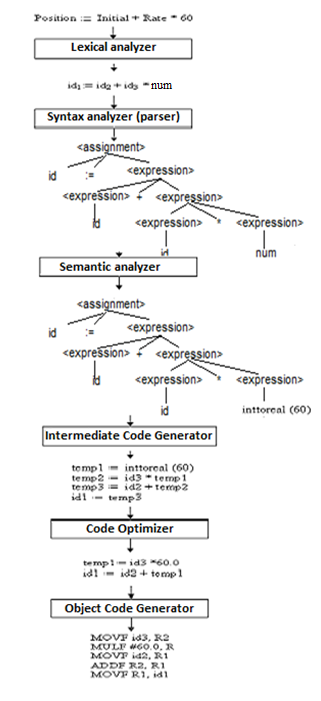 Position := Initial + Rate * 60
Lexical analyzer
id1 := id2 + id3 * num
Syntax analyzer (parser)
<assignment>
id := <expression>
<expression> + <expression>
id <expression> * <expression>
id num
Semantic analyzer
<assignment>
id := <expression>
<expression> + <expression>
id <expression> * <expression>
id inttoreal (60)
Intermediate Code Generator
temp1 := inttoreal (60)
temp2 := id3 * temp1
temp3 := id2 + temp2
id1 := temp3
Code Optimizer
temp1 := id3 * 60.0
id1 := id2 + temp1
Object Code Generator
MOVF id3, R2
MULF #60.0, R
MOVF id2, R1
ADDF R2, R1
MOVF R1, id1